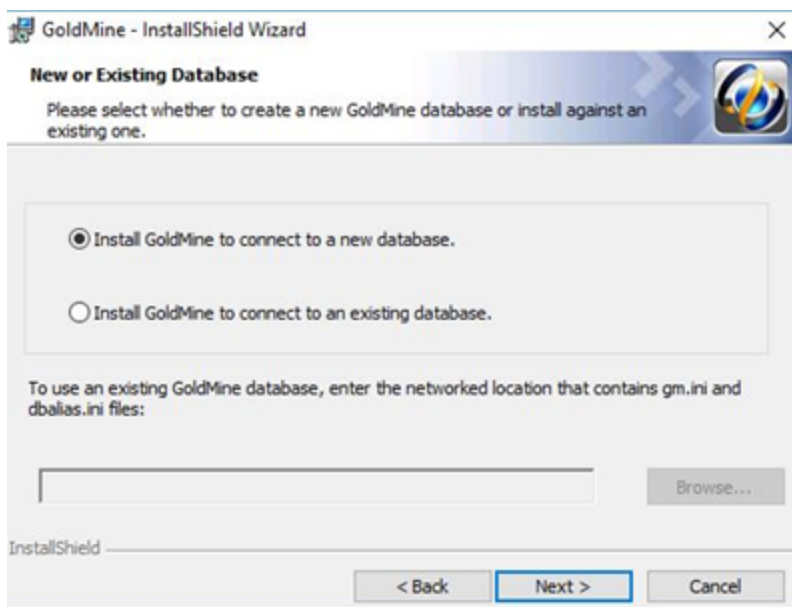 GoldMine - InstallShield Wizard
New or Existing Database
Please select whether to create a new GoldMine database or install against an
existing one.
Install GoldMine to connect to a new database.
Install GoldMine to connect to an existing database.
To use an existing GoldMine database, enter the networked location that contains gm.ini and
dbalias.ini files:
Browse...
InstallShield
< Back
Next >
Cancel